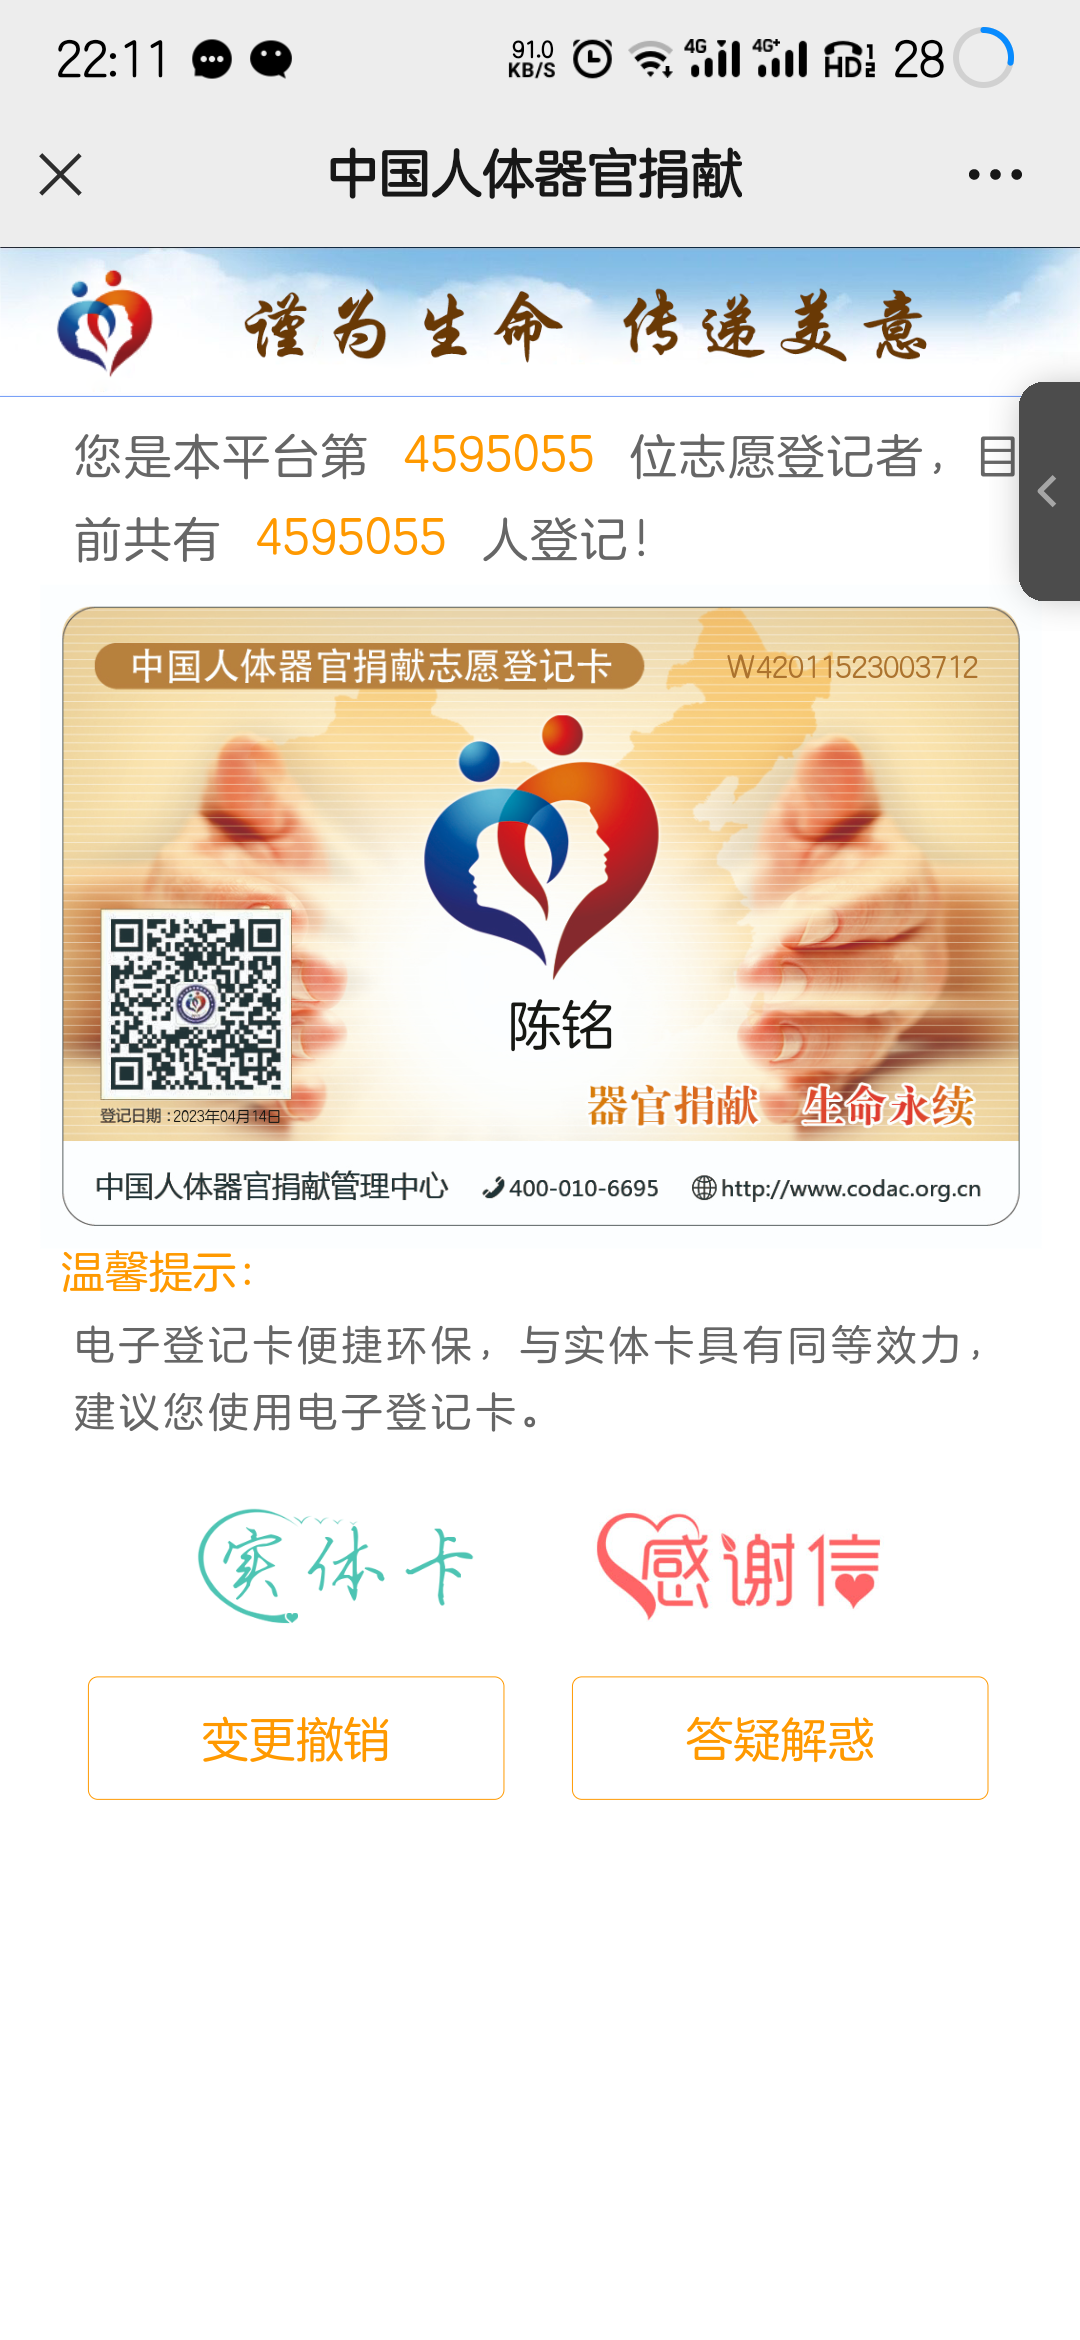 22:11 91.0 KB/S 4G 4G+ HD 1 2 28
中国人体器官捐献
谨为生命 传递美意
您是本平台第 4595055 位志愿登记者，目
前共有 4595055 人登记！
中国人体器官捐献志愿登记卡 W42011523003712
陈铭
器官捐献 生命永续
登记日期：2023年04月14日
中国人体器官捐献管理中心 400-010-6695 http://www.codac.org.cn
温馨提示：
电子登记卡便捷环保，与实体卡具有同等效力，
建议您使用电子登记卡。
实体卡 感谢信
变更撤销 答疑解惑